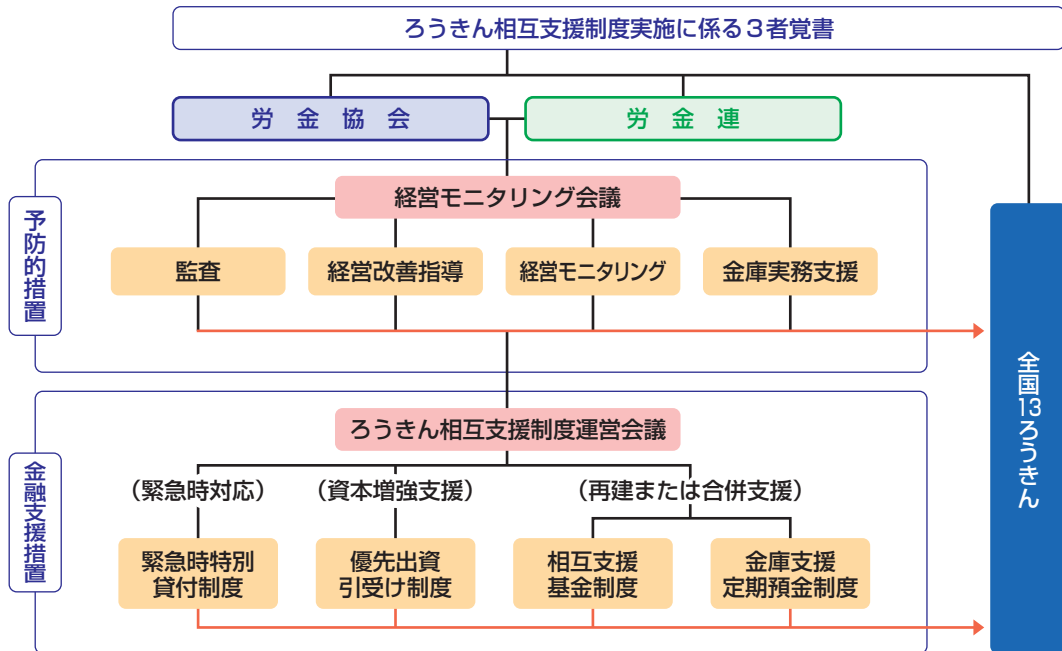 ろうきん相互支援制度実施に係る３者覚書
労金協会
労金連
予防的措置
経営モニタリング会議
監査
経営改善指導
経営モニタリング
金庫実務支援
全国13ろうきん
金融支援措置
ろうきん相互支援制度運営会議
（緊急時対応）
（資本増強支援）
（再建または合併支援）
緊急時特別
貸付制度
優先出資
引受け制度
相互支援
基金制度
金庫支援
定期預金制度